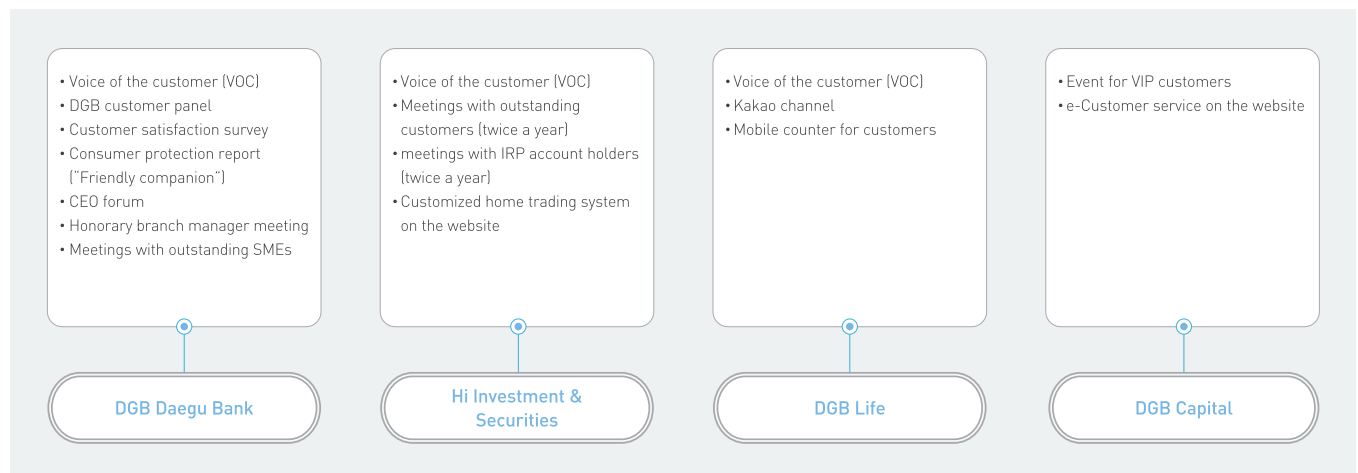 • Voice of the customer (VOC)
• DGB customer panel
• Customer satisfaction survey
• Consumer protection report
(“Friendly companion”)
• CEO forum
• Honorary branch manager meeting
• Meetings with outstanding SMEs
DGB Daegu Bank
• Voice of the customer (VOC)
• Meetings with outstanding
customers (twice a year)
• meetings with IRP account holders
(twice a year)
• Customized home trading system
on the website
Hi Investment &
Securities
• Voice of the customer (VOC)
• Kakao channel
• Mobile counter for customers
DGB Life
• Event for VIP customers
• e-Customer service on the website
DGB Capital